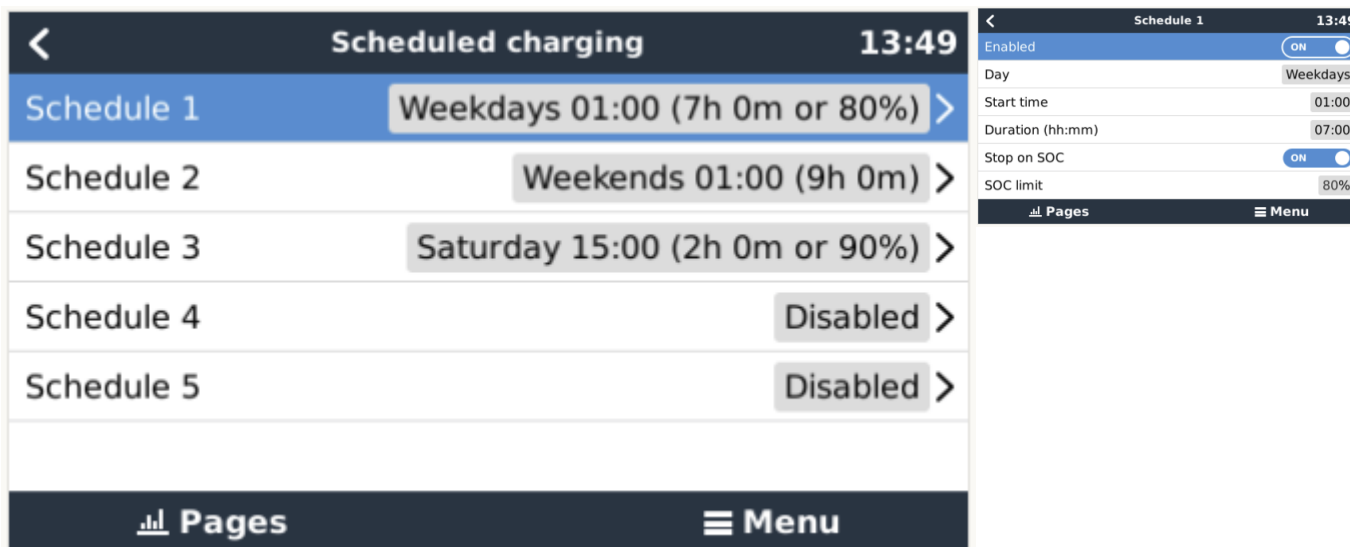 Scheduled charging 13:49
Schedule 1 Weekdays 01:00 (7h 0m or 80%)
Schedule 2 Weekends 01:00 (9h 0m)
Schedule 3 Saturday 15:00 (2h 0m or 90%)
Schedule 4 Disabled
Schedule 5 Disabled
Pages Menu
Schedule 1 13:49
Enabled ON
Day Weekdays
Start time 01:00
Duration (hh:mm) 07:00
Stop on SOC ON
SOC limit 80%
Pages Menu